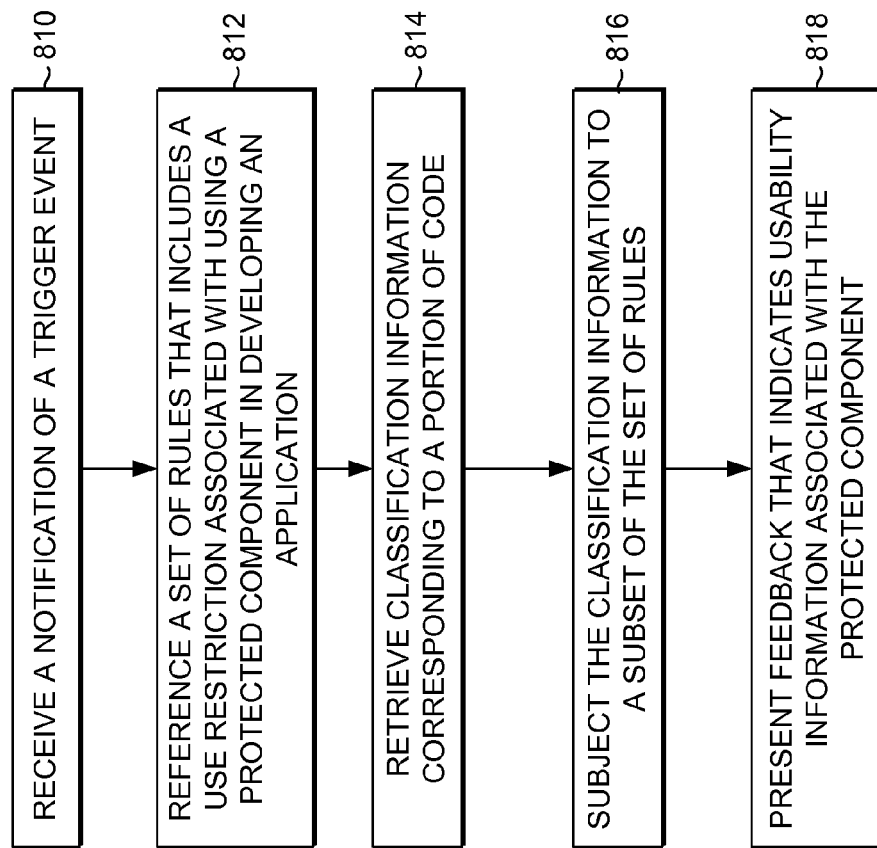 RECEIVE A NOTIFICATION OF A TRIGGER EVENT
810
REFERENCE A SET OF RULES THAT INCLUDES A
USE RESTRICTION ASSOCIATED WITH USING A
PROTECTED COMPONENT IN DEVELOPING AN
APPLICATION
812
RETRIEVE CLASSIFICATION INFORMATION
CORRESPONDING TO A PORTION OF CODE
814
SUBJECT THE CLASSIFICATION INFORMATION TO
A SUBSET OF THE SET OF RULES
816
PRESENT FEEDBACK THAT INDICATES USABILITY
INFORMATION ASSOCIATED WITH THE
PROTECTED COMPONENT
818